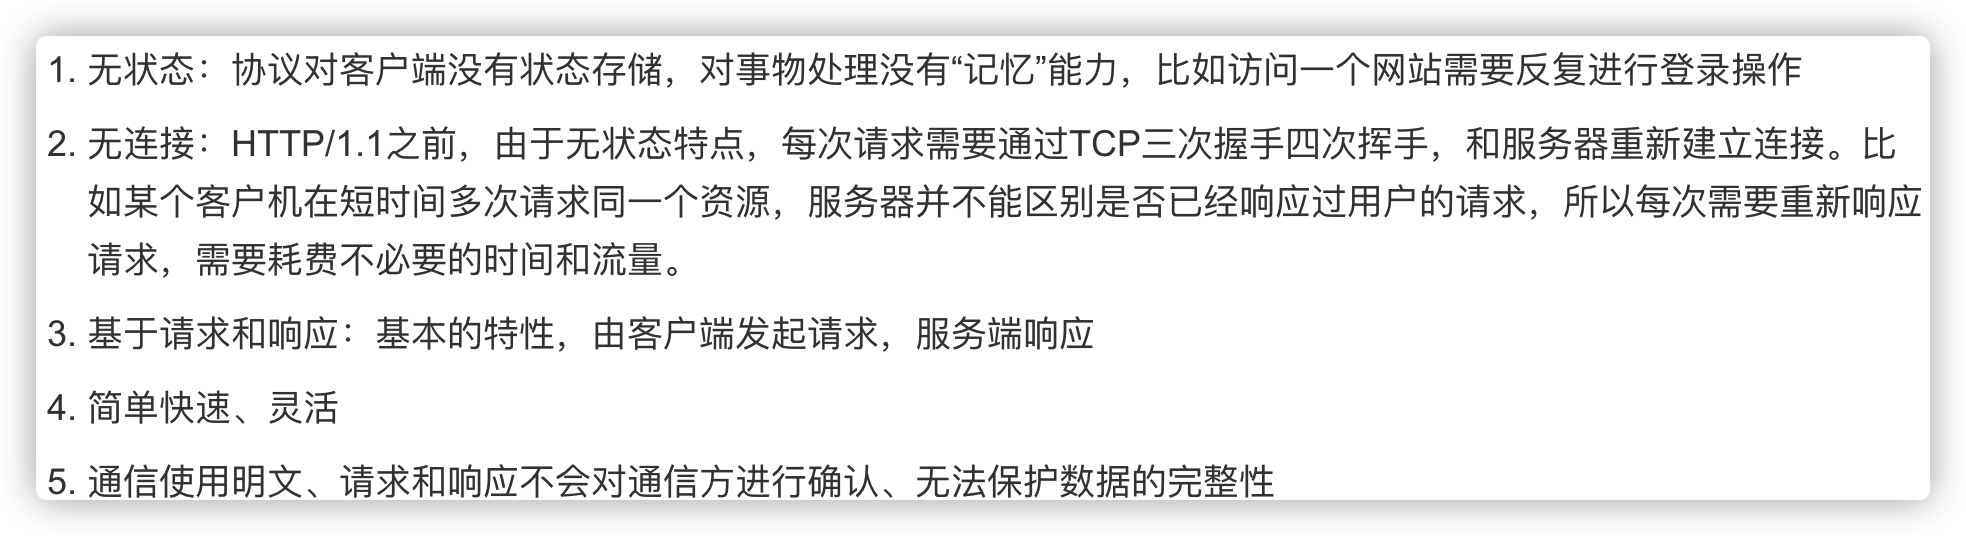 1. 无状态：协议对客户端没有状态存储，对事物处理没有“记忆”能力，比如访问一个网站需要反复进行登录操作
2. 无连接：HTTP/1.1之前，由于无状态特点，每次请求需要通过TCP三次握手四次挥手，和服务器重新建立连接。比
如某个客户机在短时间多次请求同一个资源，服务器并不能区别是否已经响应过用户的请求，所以每次需要重新响应
请求，需要耗费不必要的时间和流量。
3. 基于请求和响应：基本的特性，由客户端发起请求，服务端响应
4. 简单快速、灵活
5. 通信使用明文、请求和响应不会对通信方进行确认、无法保护数据的完整性